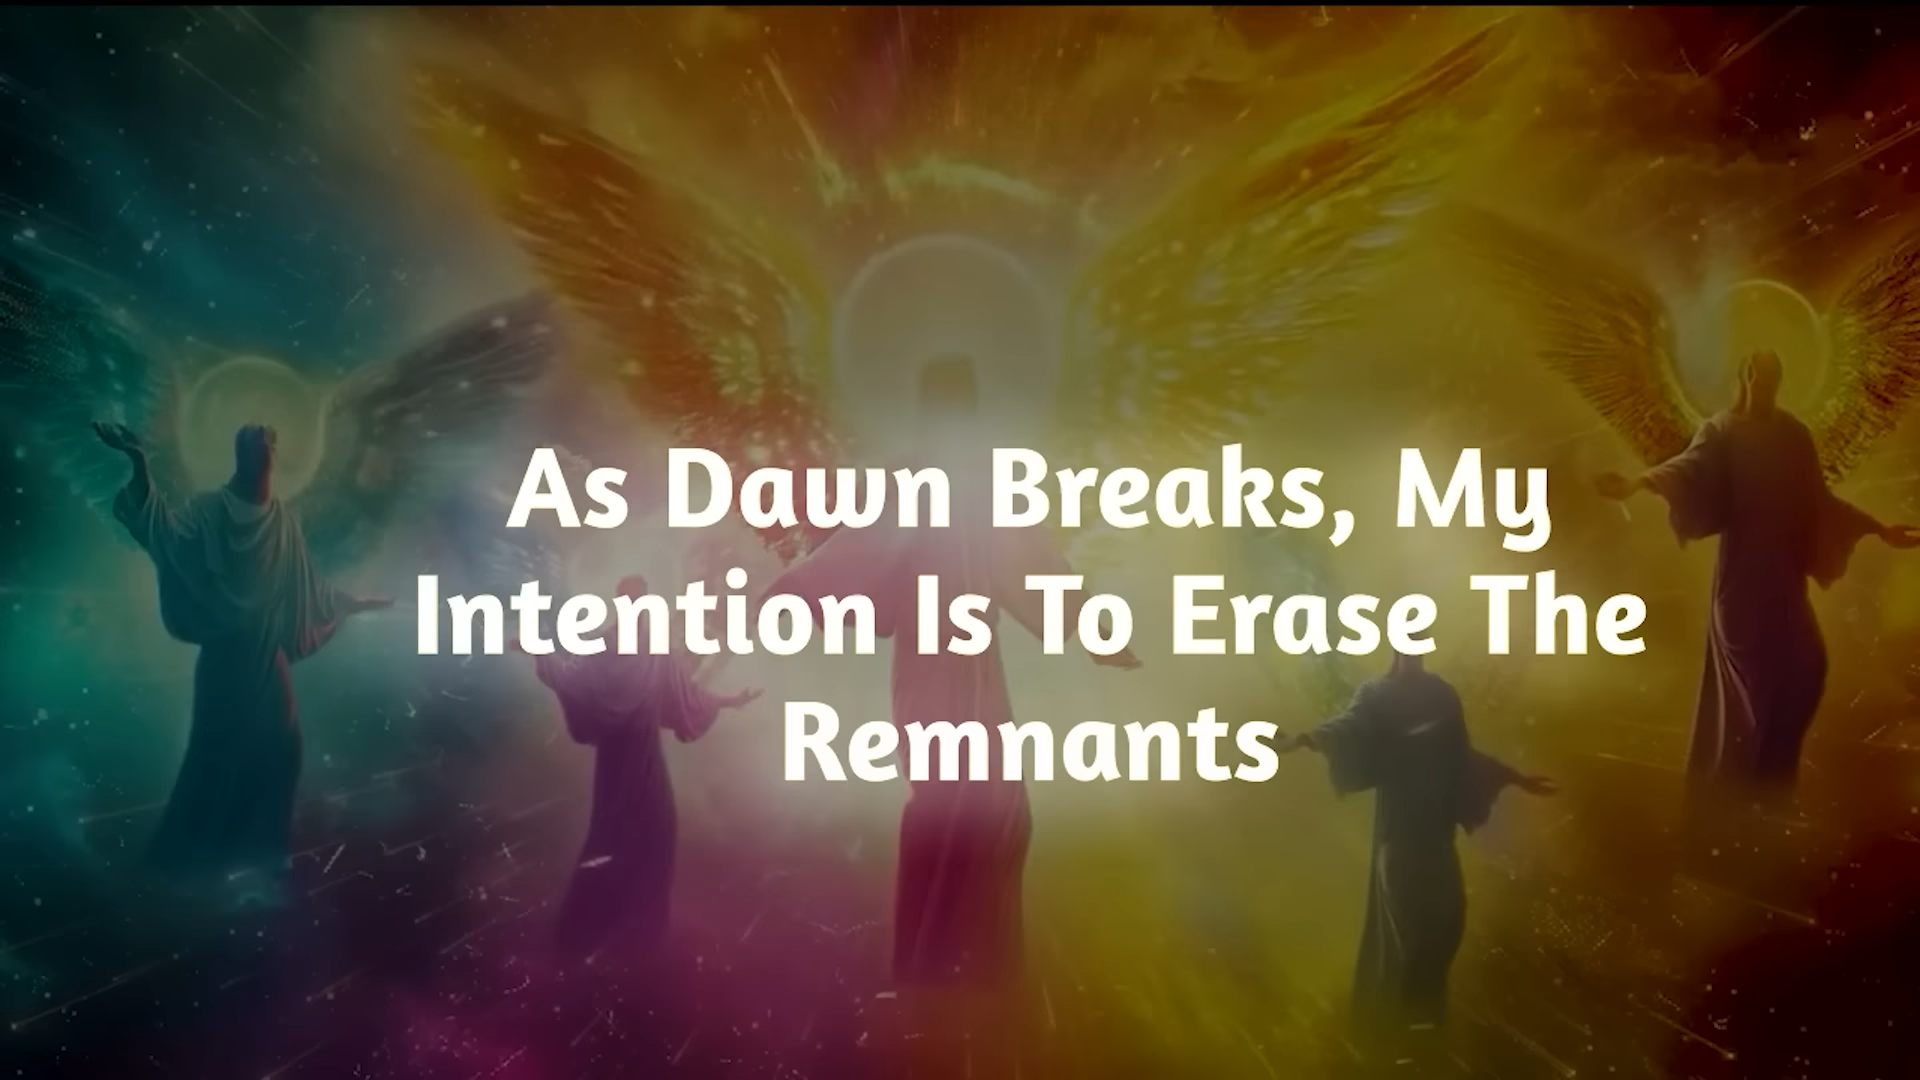 As Dawn Breaks, My
Intention Is To Erase The
Remnants